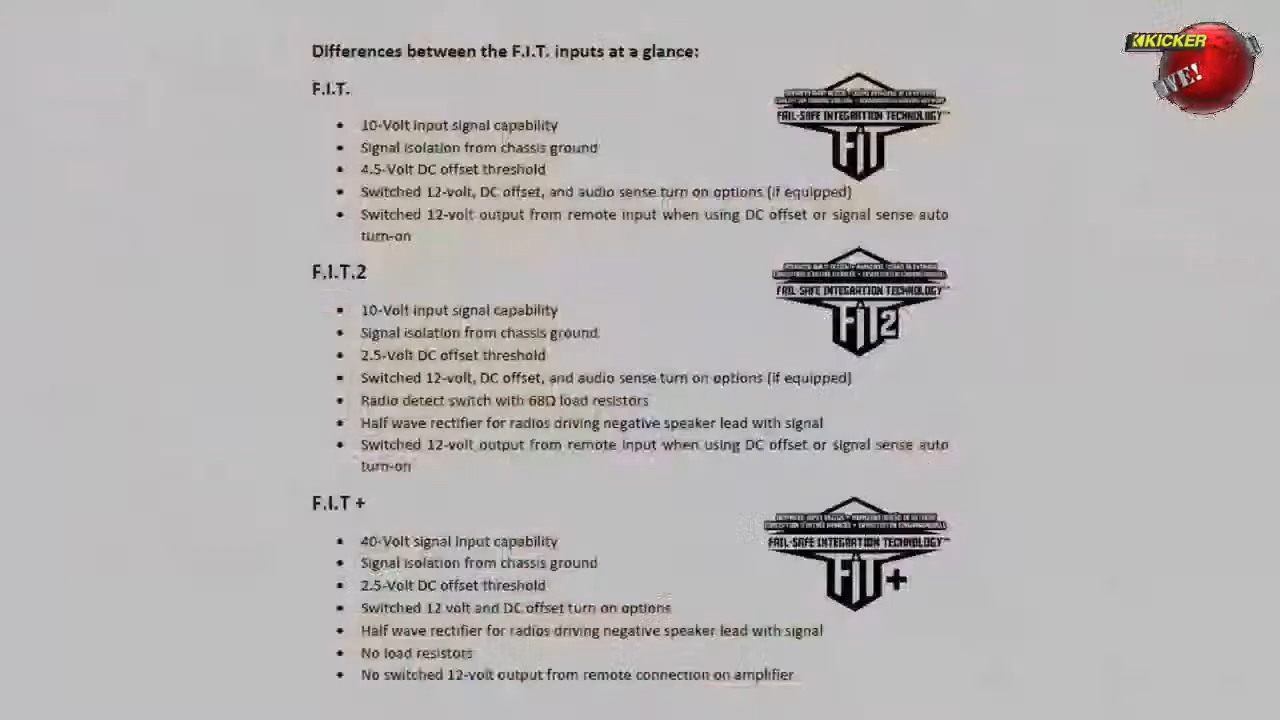 KICKER
LIVE!
Differences between the F.I.T. inputs at a glance:
F.I.T.
• 10-Volt input signal capability
• Signal isolation from chassis ground
• 4.5-Volt DC offset threshold
• Switched 12-volt, DC offset, and audio sense turn on options (if equipped)
• Switched 12-volt output from remote input when using DC offset or signal sense auto
turn-on
FAIL-SAFE INTEGRATION TECHNOLOGY™
FIT
F.I.T.2
• 10-Volt input signal capability
• Signal isolation from chassis ground
• 2.5-Volt DC offset threshold
• Switched 12-volt, DC offset, and audio sense turn on options (if equipped)
• Radio detect switch with 68Ω load resistors
• Half wave rectifier for radios driving negative speaker lead with signal
• Switched 12-volt output from remote input when using DC offset or signal sense auto
turn-on
FAIL-SAFE INTEGRATION TECHNOLOGY™
FIT2
F.I.T +
• 40-Volt signal input capability
• Signal isolation from chassis ground
• 2.5-Volt DC offset threshold
• Switched 12 volt and DC offset turn on options
• Half wave rectifier for radios driving negative speaker lead with signal
• No load resistors
• No switched 12-volt output from remote connection on amplifier
FAIL-SAFE INTEGRATION TECHNOLOGY™
FIT+